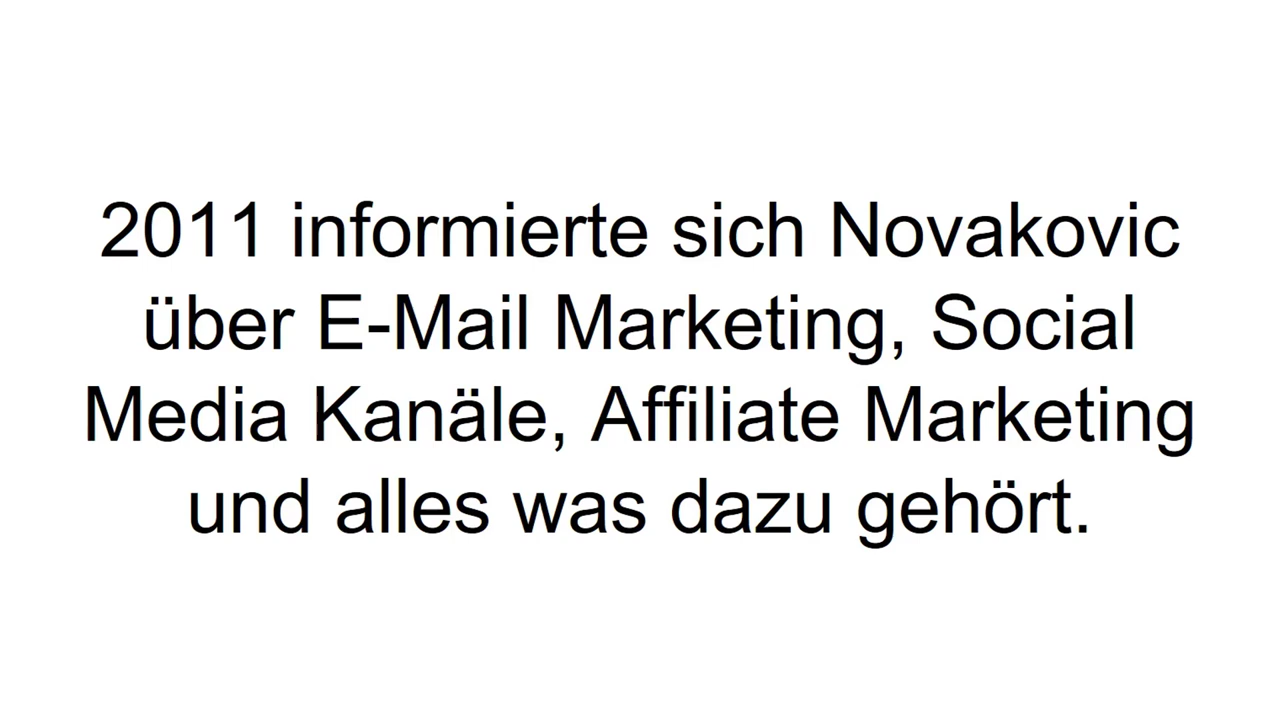 2011 informierte sich Novakovic
über E-Mail Marketing, Social
Media Kanäle, Affiliate Marketing
und alles was dazu gehört.